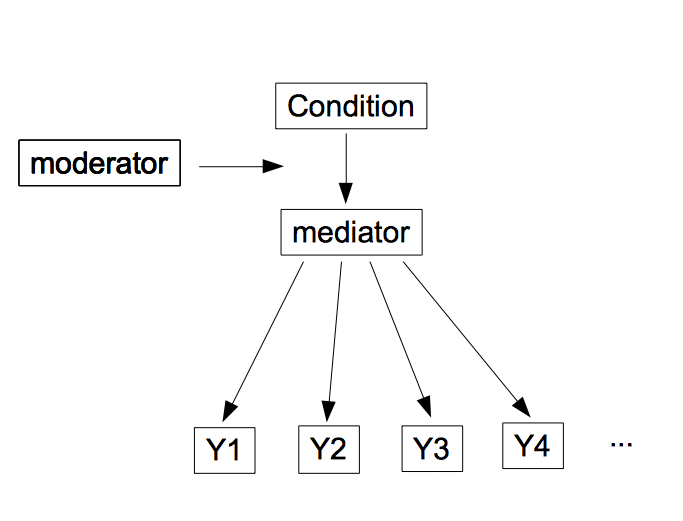 Condition
moderator
mediator
Y1
Y2
Y3
Y4
...